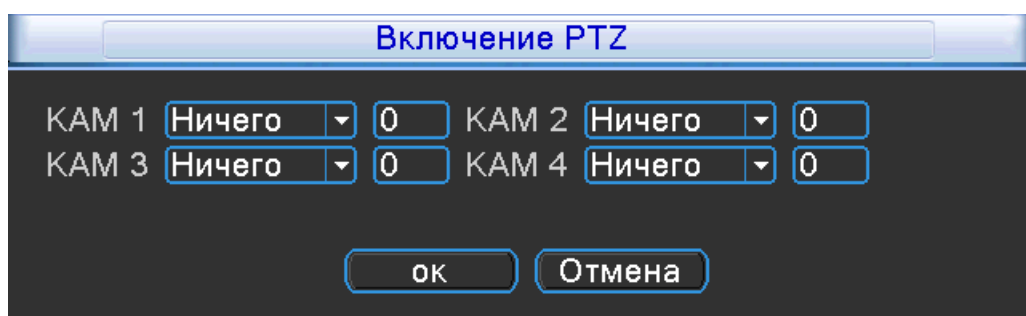 Включение PTZ
КАМ 1 Ничего 0 КАМ 2 Ничего 0
КАМ 3 Ничего 0 КАМ 4 Ничего 0
ок Отмена